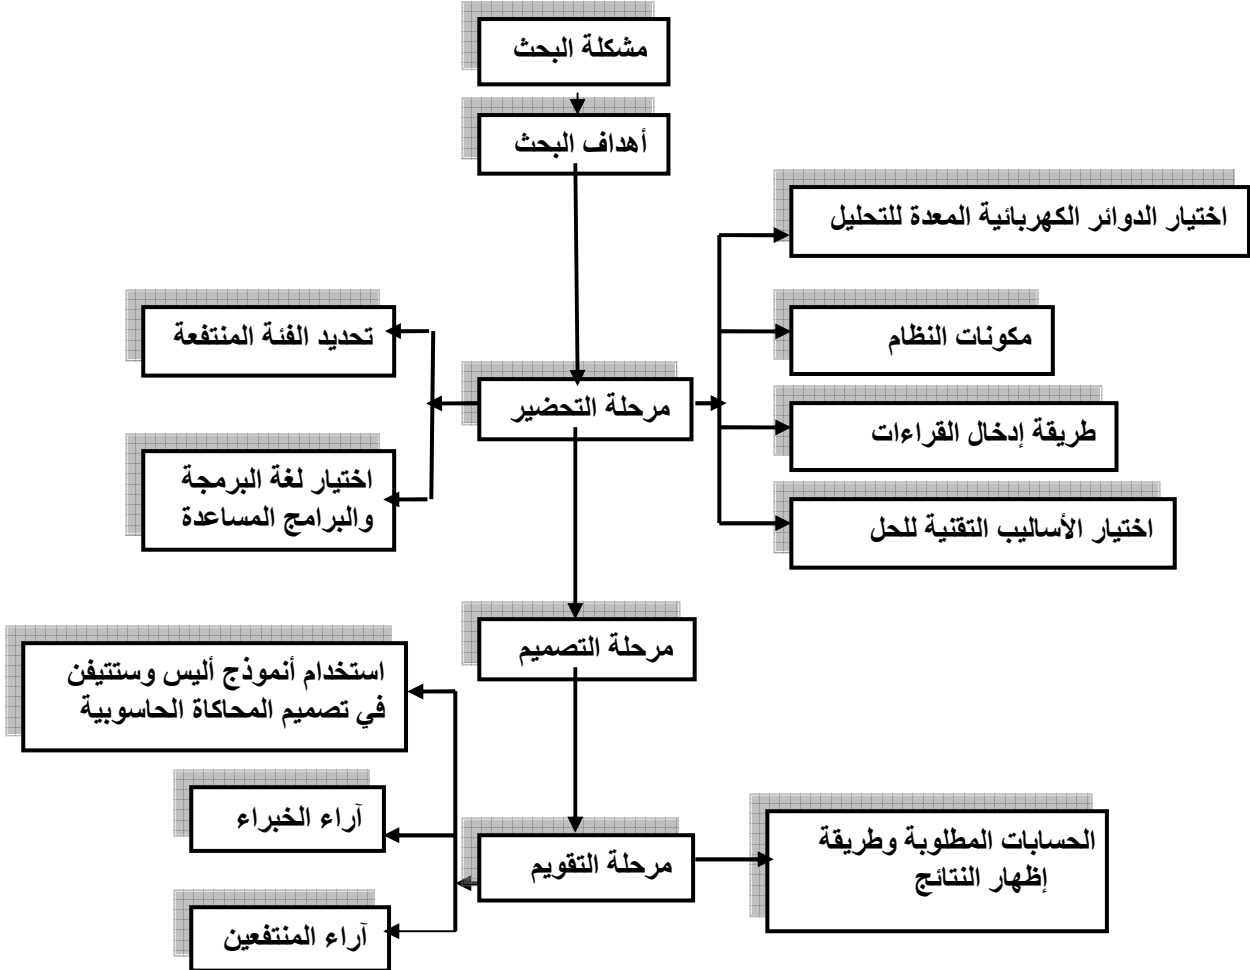 مشكلة البحث
أهداف البحث
اختيار الدوائر الكهربائية المعدة للتحليل
تحديد الفئة المنتفعة
مكونات النظام
مرحلة التحضير
طريقة إدخال القراءات
اختيار لغة البرمجة
والبرامج المساعدة
اختيار الأساليب التقنية للحل
مرحلة التصميم
استخدام أنموذج أليس وستتيفن
في تصميم المحاكاة الحاسوبية
آراء الخبراء
مرحلة التقويم
الحسابات المطلوبة وطريقة
إظهار النتائج
آراء المنتفعين